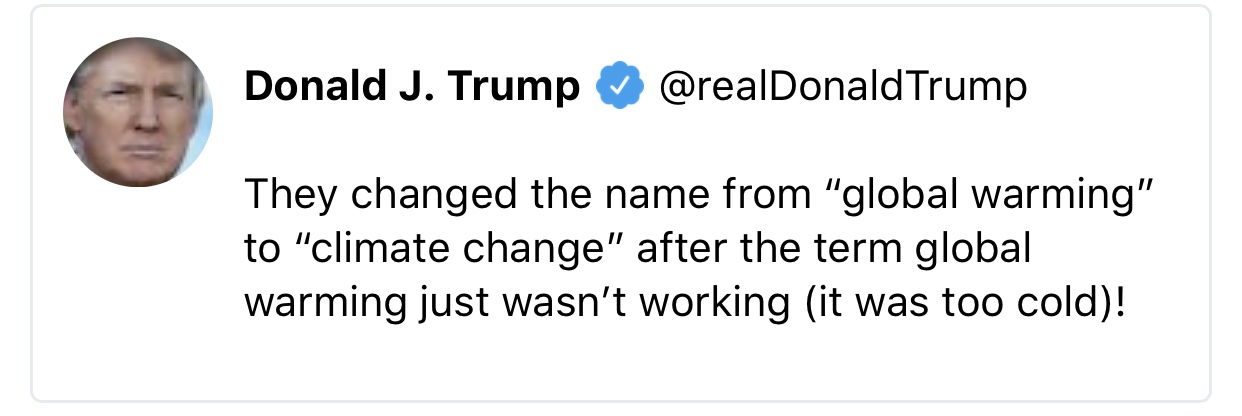 Donald J. Trump @realDonaldTrump
They changed the name from “global warming”
to “climate change” after the term global
warming just wasn’t working (it was too cold)!